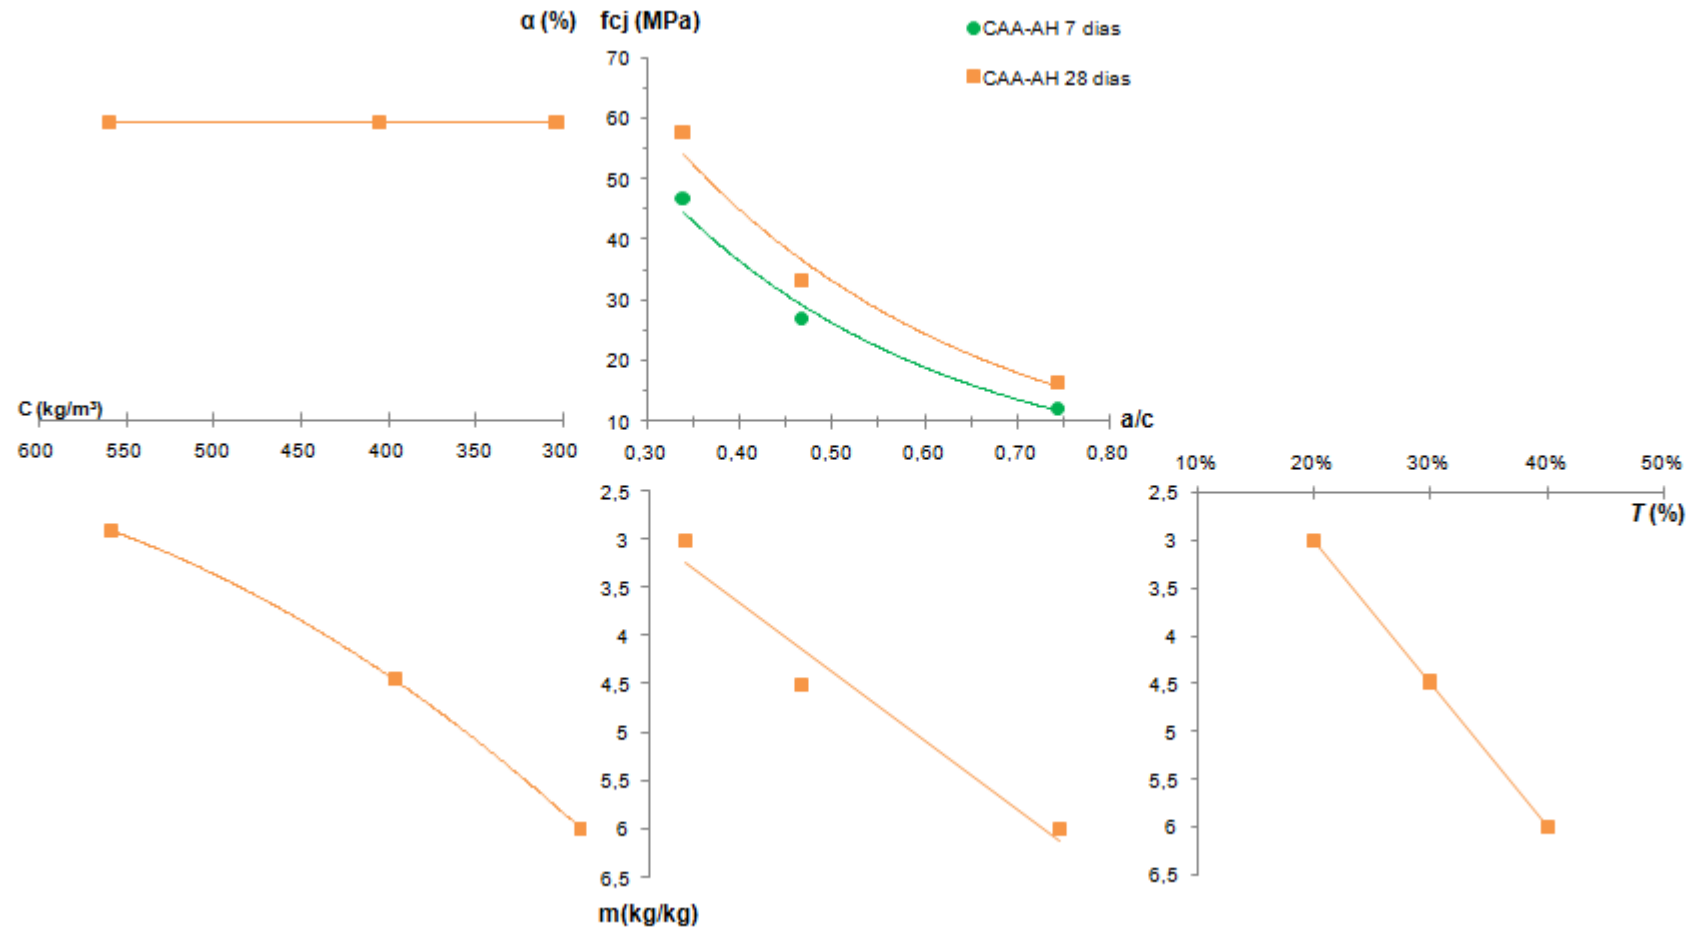 α (%) fcj (MPa)
CAA-AH 7 dias
CAA-AH 28 dias
70
60
50
40
30
20
10
C (kg/m³)
600 550 500 450 400 350 300
a/c
0,30 0,40 0,50 0,60 0,70 0,80
10% 20% 30% 40% 50%
T (%)
2,5
3
3,5
4
4,5
5
5,5
6
6,5
m(kg/kg)
2,5
3
3,5
4
4,5
5
5,5
6
6,5